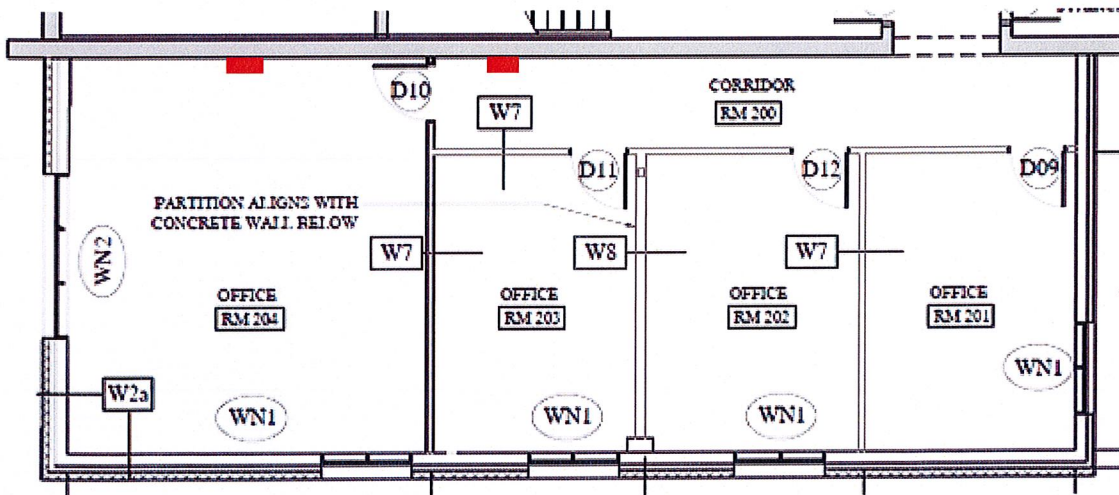 D10
CORRIDOR
RM 200
W7
D11
D12
D09
PARTITION ALIGNS WITH
CONCRETE WALL BELOW
WN2
W7
W8
W7
OFFICE
RM 204
OFFICE
RM 203
OFFICE
RM 202
OFFICE
RM 201
WN1
W2a
WN1
WN1
WN1